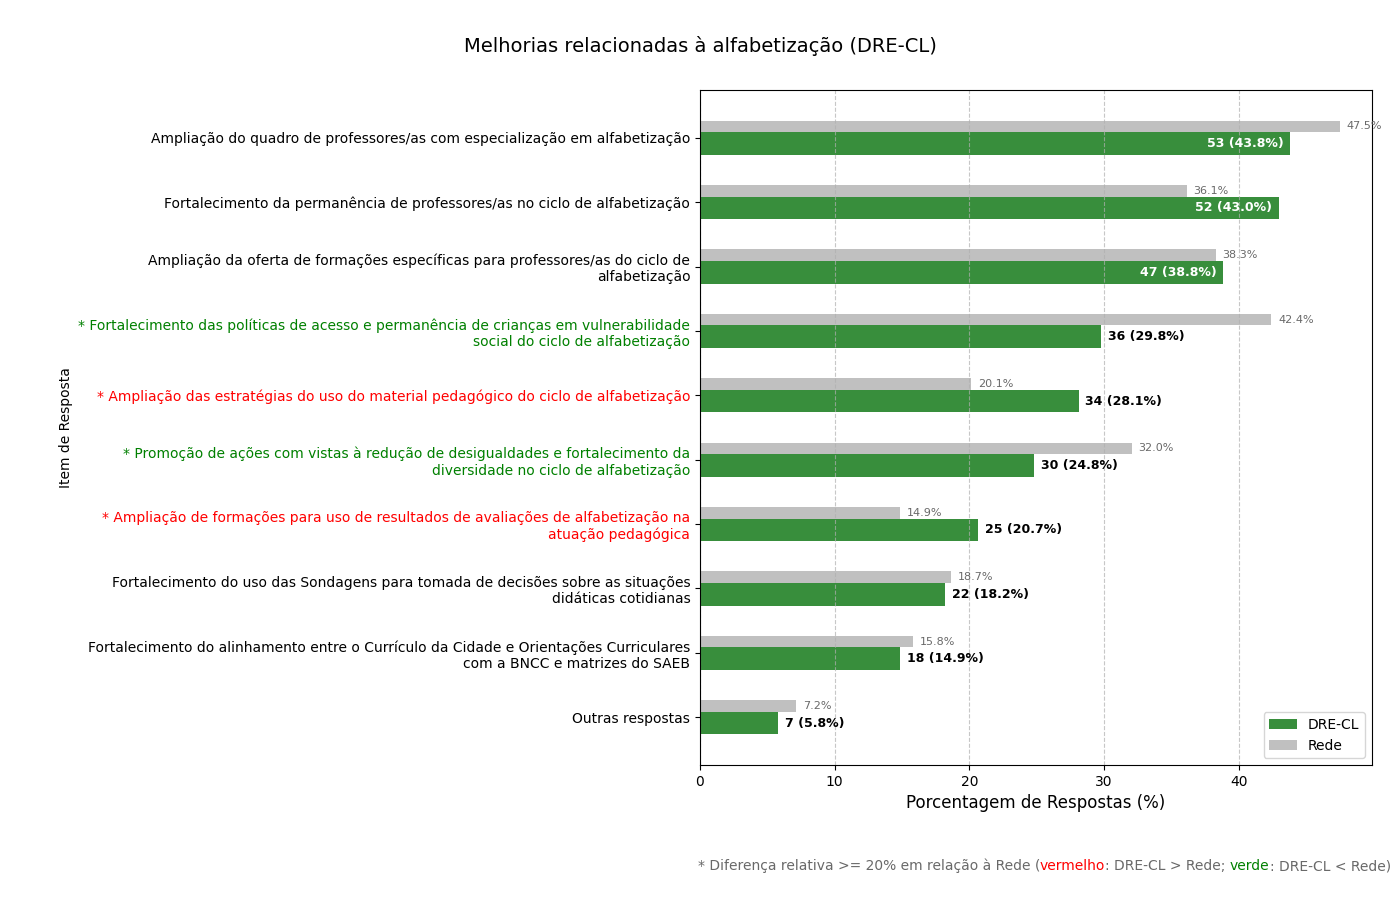 Melhorias relacionadas à alfabetização (DRE-CL)
Item de Resposta
Ampliação do quadro de professores/as com especialização em alfabetização
47.5%
53 (43.8%)
Fortalecimento da permanência de professores/as no ciclo de alfabetização
36.1%
52 (43.0%)
Ampliação da oferta de formações específicas para professores/as do ciclo de
alfabetização
38.3%
47 (38.8%)
* Fortalecimento das políticas de acesso e permanência de crianças em vulnerabilidade
social do ciclo de alfabetização
42.4%
36 (29.8%)
* Ampliação das estratégias do uso do material pedagógico do ciclo de alfabetização
20.1%
34 (28.1%)
* Promoção de ações com vistas à redução de desigualdades e fortalecimento da
diversidade no ciclo de alfabetização
32.0%
30 (24.8%)
* Ampliação de formações para uso de resultados de avaliações de alfabetização na
atuação pedagógica
14.9%
25 (20.7%)
Fortalecimento do uso das Sondagens para tomada de decisões sobre as situações
didáticas cotidianas
18.7%
22 (18.2%)
Fortalecimento do alinhamento entre o Currículo da Cidade e Orientações Curriculares
com a BNCC e matrizes do SAEB
15.8%
18 (14.9%)
Outras respostas
7.2%
7 (5.8%)
DRE-CL
Rede
0 10 20 30 40
Porcentagem de Respostas (%)
* Diferença relativa >= 20% em relação à Rede (vermelho: DRE-CL > Rede; verde: DRE-CL < Rede)